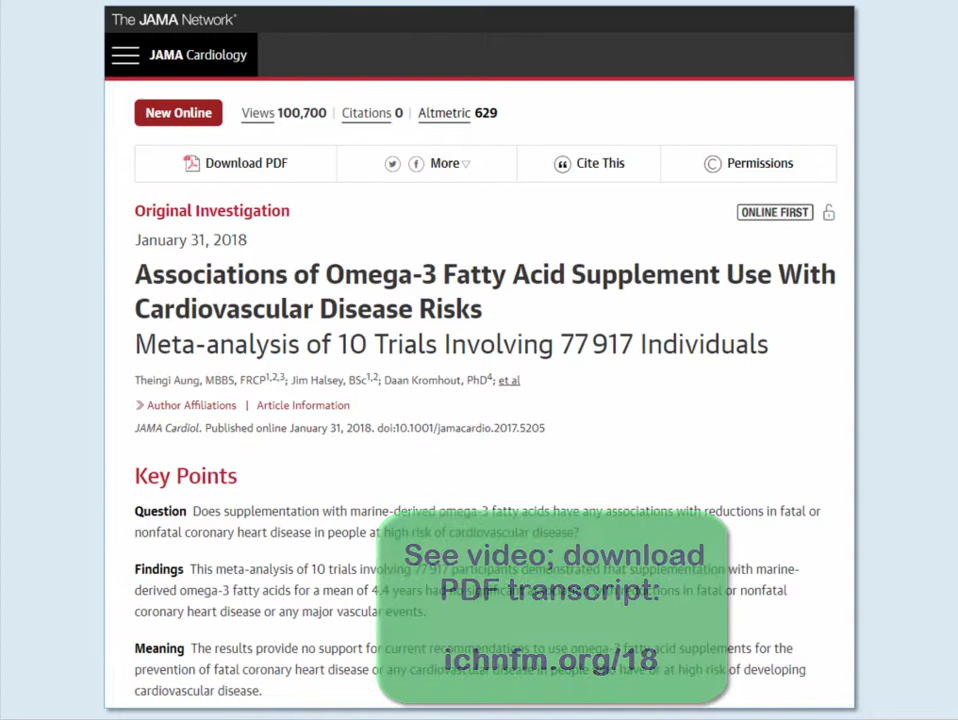 The JAMA Network*
JAMA Cardiology
New Online Views 100,700 | Citations 0 | Altmetric 629
Download PDF More Cite This Permissions
Original Investigation ONLINE FIRST
January 31, 2018
Associations of Omega-3 Fatty Acid Supplement Use With
Cardiovascular Disease Risks
Meta-analysis of 10 Trials Involving 77 917 Individuals
Theingi Aung, MBBS, FRCP1,2,3; Jim Halsey, BSc1,2; Daan Kromhout, PhD4; et al
» Author Affiliations | Article Information
JAMA Cardiol. Published online January 31, 2018. doi:10.1001/jamacardio.2017.5205
Key Points
Question Does supplementation with marine-derived omega-3 fatty acids have any associations with reductions in fatal or
nonfatal coronary heart disease in people at high risk of cardiovascular disease?
Findings This meta-analysis of 10 trials involving 77 917 participants demonstrated that supplementation with marine-
derived omega-3 fatty acids for a mean of 4.4 years had no significant association with reductions in fatal or nonfatal
coronary heart disease or any major vascular events.
Meaning The results provide no support for current recommendations to use omega-3 fatty acid supplements for the
prevention of fatal coronary heart disease or any cardiovascular disease in people who have or at high risk of developing
cardiovascular disease.
See video; download
PDF transcript:
ichnfm.org/18